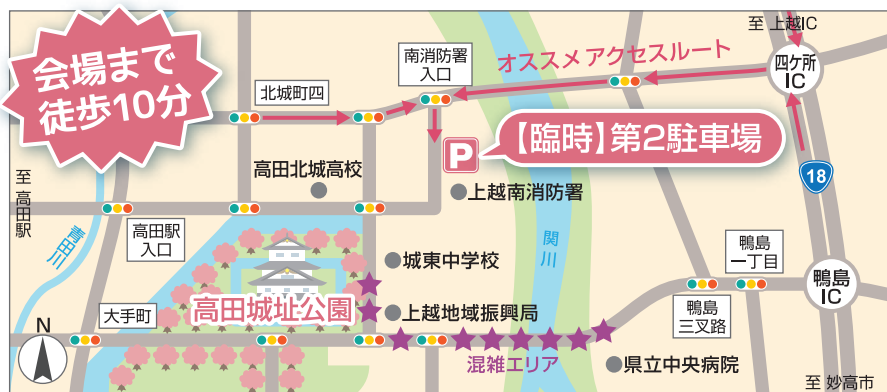 会場まで
徒歩10分
至 上越IC
四ケ所
IC
オススメ アクセスルート
南消防署
入口
北城町四
P
【臨時】第2駐車場
18
至
高田駅
高田北城高校
上越南消防署
高田駅
入口
青田川
関川
城東中学校
鴨島
一丁目
鴨島
IC
高田城址公園
上越地域振興局
鴨島
三叉路
大手町
N
混雑エリア
県立中央病院
至 妙高市